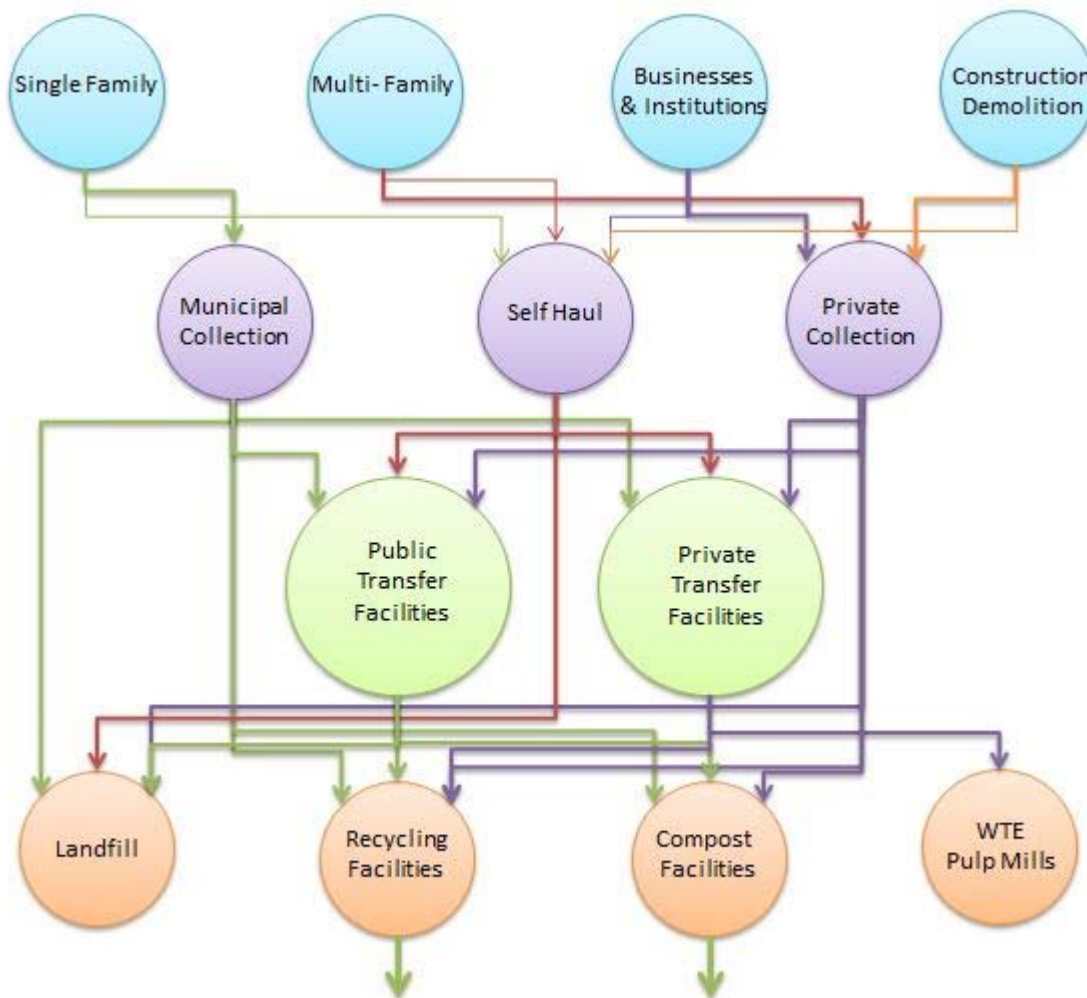 Single Family
Multi- Family
Businesses
& Institutions
Construction
Demolition
Municipal
Collection
Self Haul
Private
Collection
Public
Transfer
Facilities
Private
Transfer
Facilities
Landfill
Recycling
Facilities
Compost
Facilities
WTE
Pulp Mills